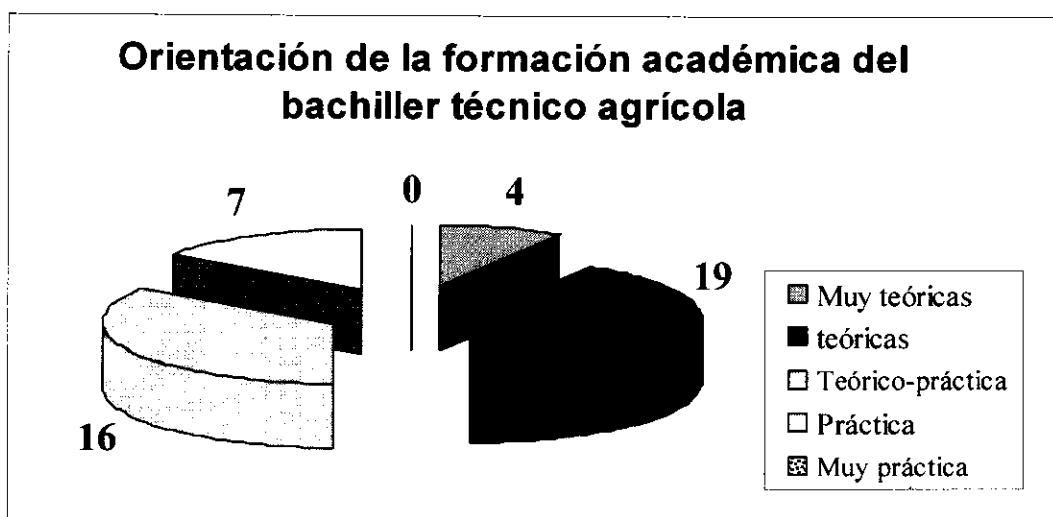 Orientación de la formación académica del
bachiller técnico agrícola
7
0
4
19
16
Muy teóricas
teóricas
Teórico-práctica
Práctica
Muy práctica